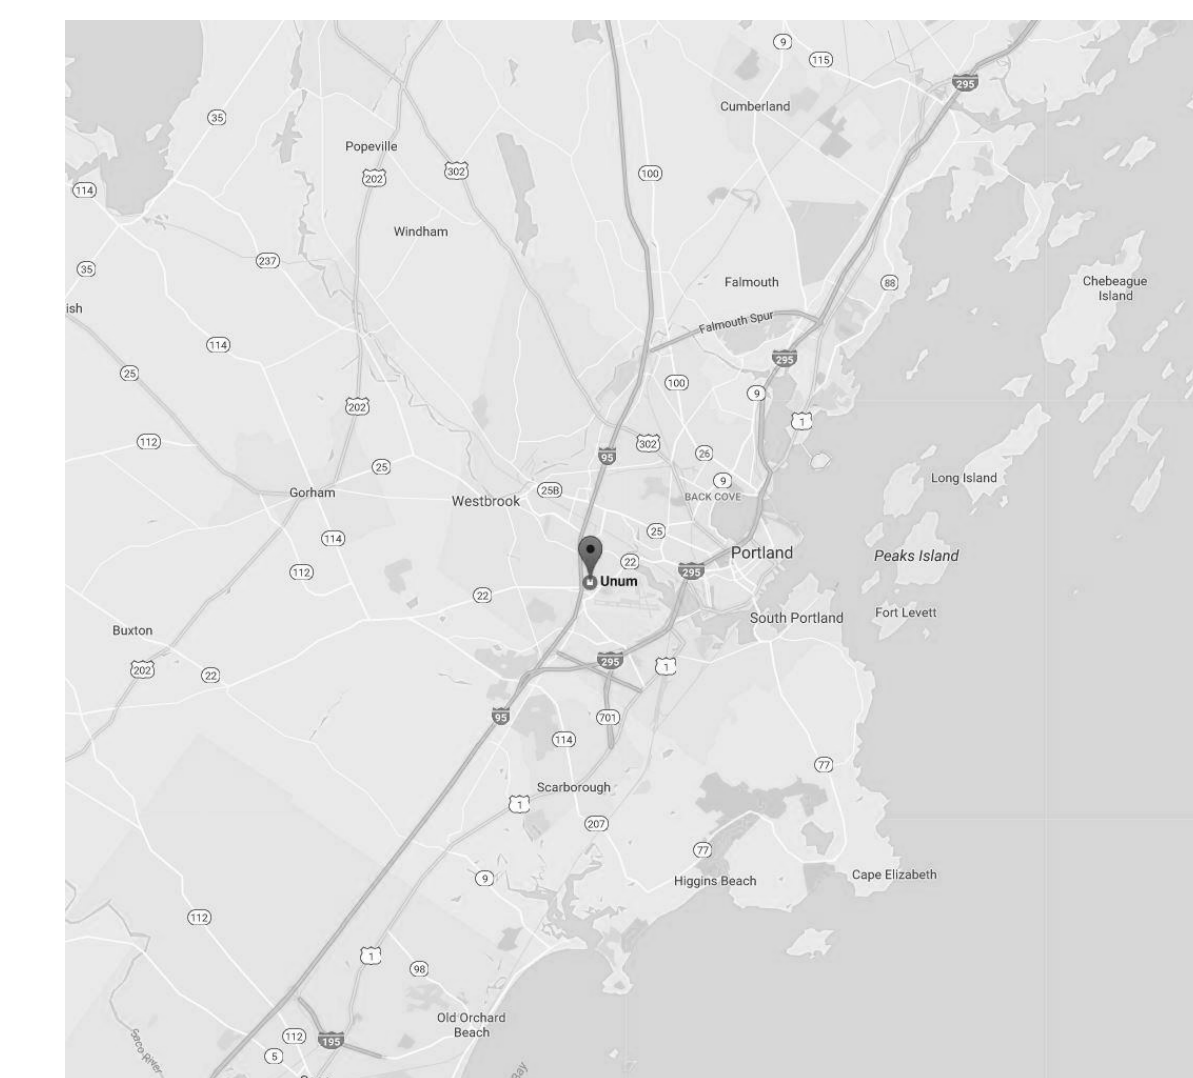 9
115
295
35
Cumberland
Popeville
202
302
100
114
Windham
237
35
Falmouth
88
Chebeague
Island
ish
Falmouth Spur
114
295
25
100
9
202
1
112
302
95
26
25
9
Long Island
Gorham
Westbrook
25B
BACK COVE
25
114
Portland
Peaks Island
22
295
112
Unum
22
Fort Levett
South Portland
Buxton
295
1
202
22
95
701
114
77
Scarborough
1
207
77
9
Higgins Beach
Cape Elizabeth
112
1
98
Old Orchard
Beach
112
195
5
Saco River